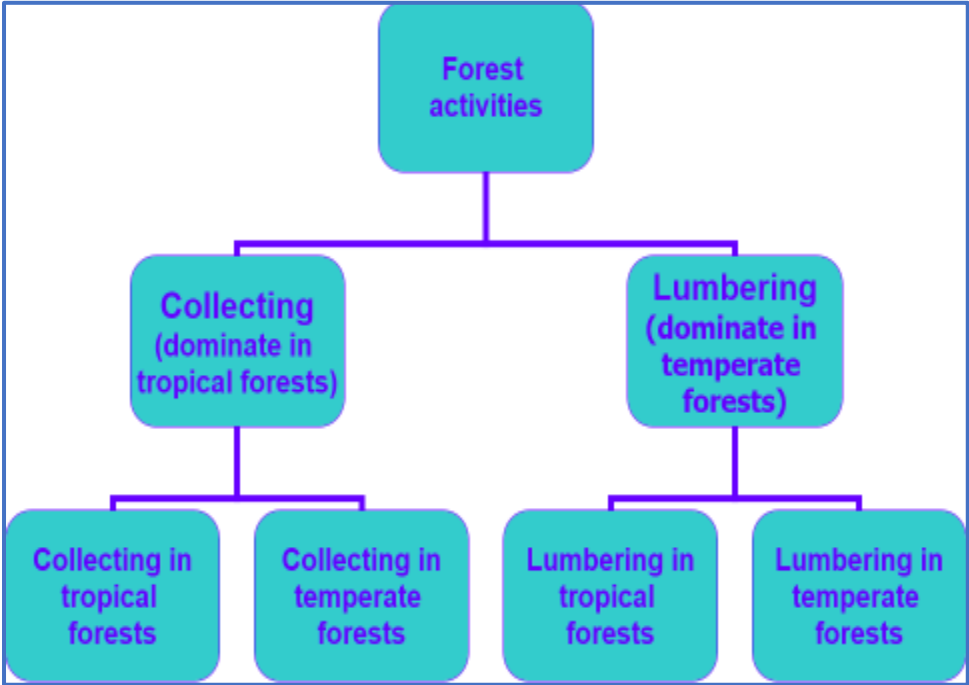 Forest
activities
Collecting
(dominate in
tropical forests)
Lumbering
(dominate in
temperate
forests)
Collecting in
tropical
forests
Collecting in
temperate
forests
Lumbering in
tropical
forests
Lumbering in
temperate
forests